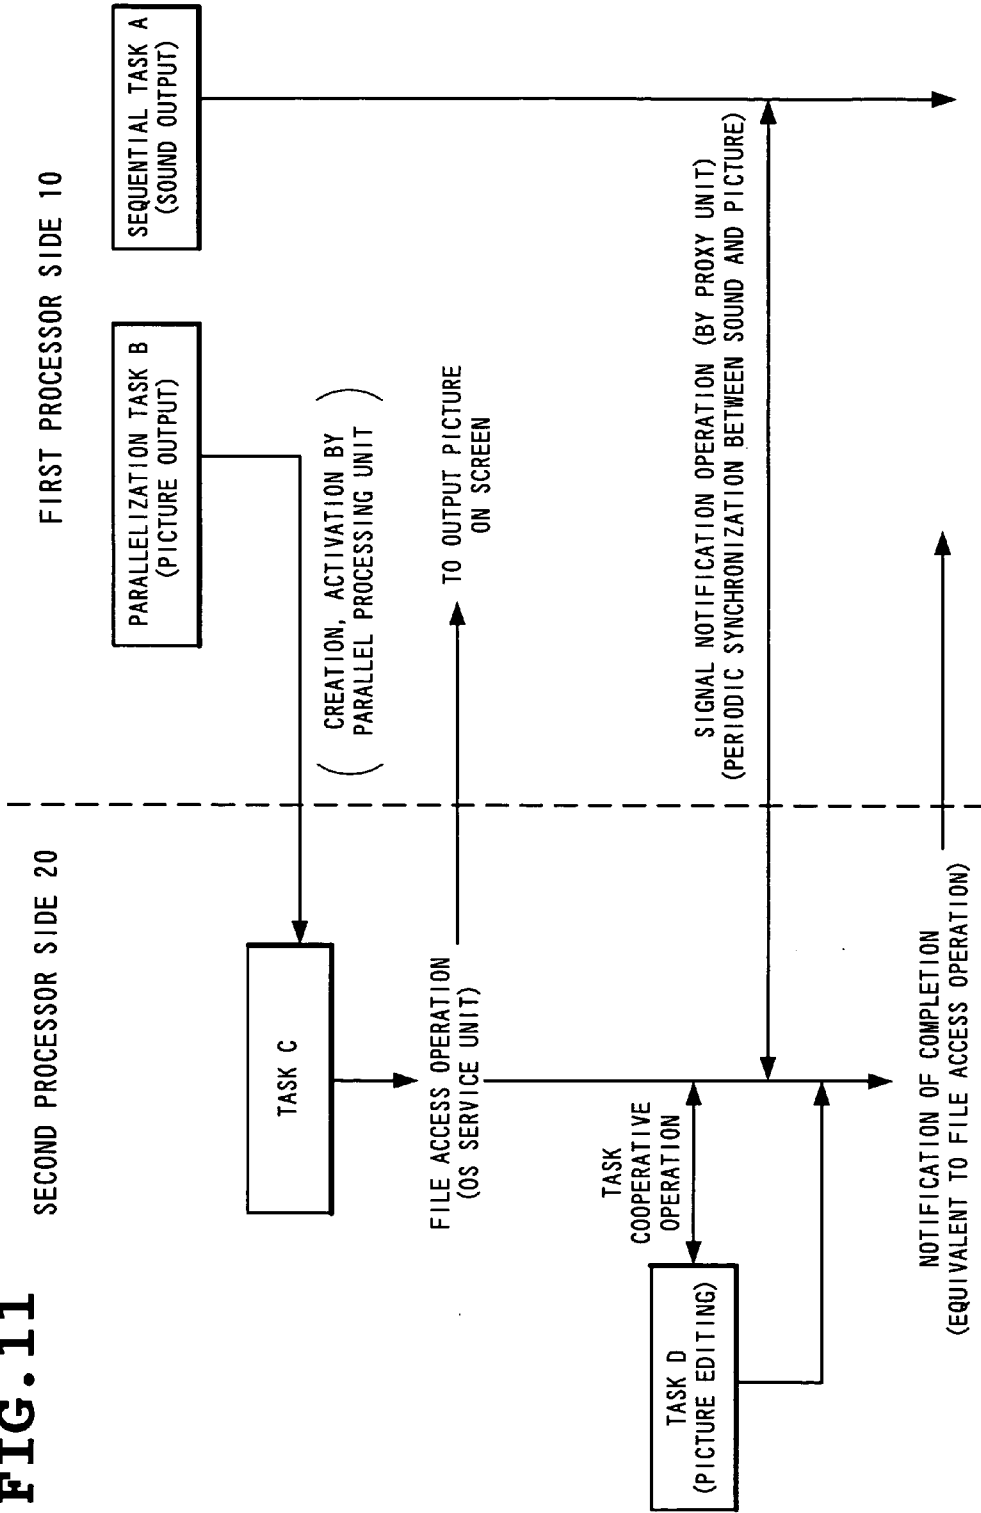 FIG.11
SECOND PROCESSOR SIDE 20
FIRST PROCESSOR SIDE 10
PARALLELIZATION TASK B
(PICTURE OUTPUT)
SEQUENTIAL TASK A
(SOUND OUTPUT)
TASK C
CREATION, ACTIVATION BY
PARALLEL PROCESSING UNIT
FILE ACCESS OPERATION
(OS SERVICE UNIT)
TO OUTPUT PICTURE
ON SCREEN
TASK
COOPERATIVE
OPERATION
TASK D
(PICTURE EDITING)
SIGNAL NOTIFICATION OPERATION (BY PROXY UNIT)
(PERIODIC SYNCHRONIZATION BETWEEN SOUND AND PICTURE)
NOTIFICATION OF COMPLETION
(EQUIVALENT TO FILE ACCESS OPERATION)